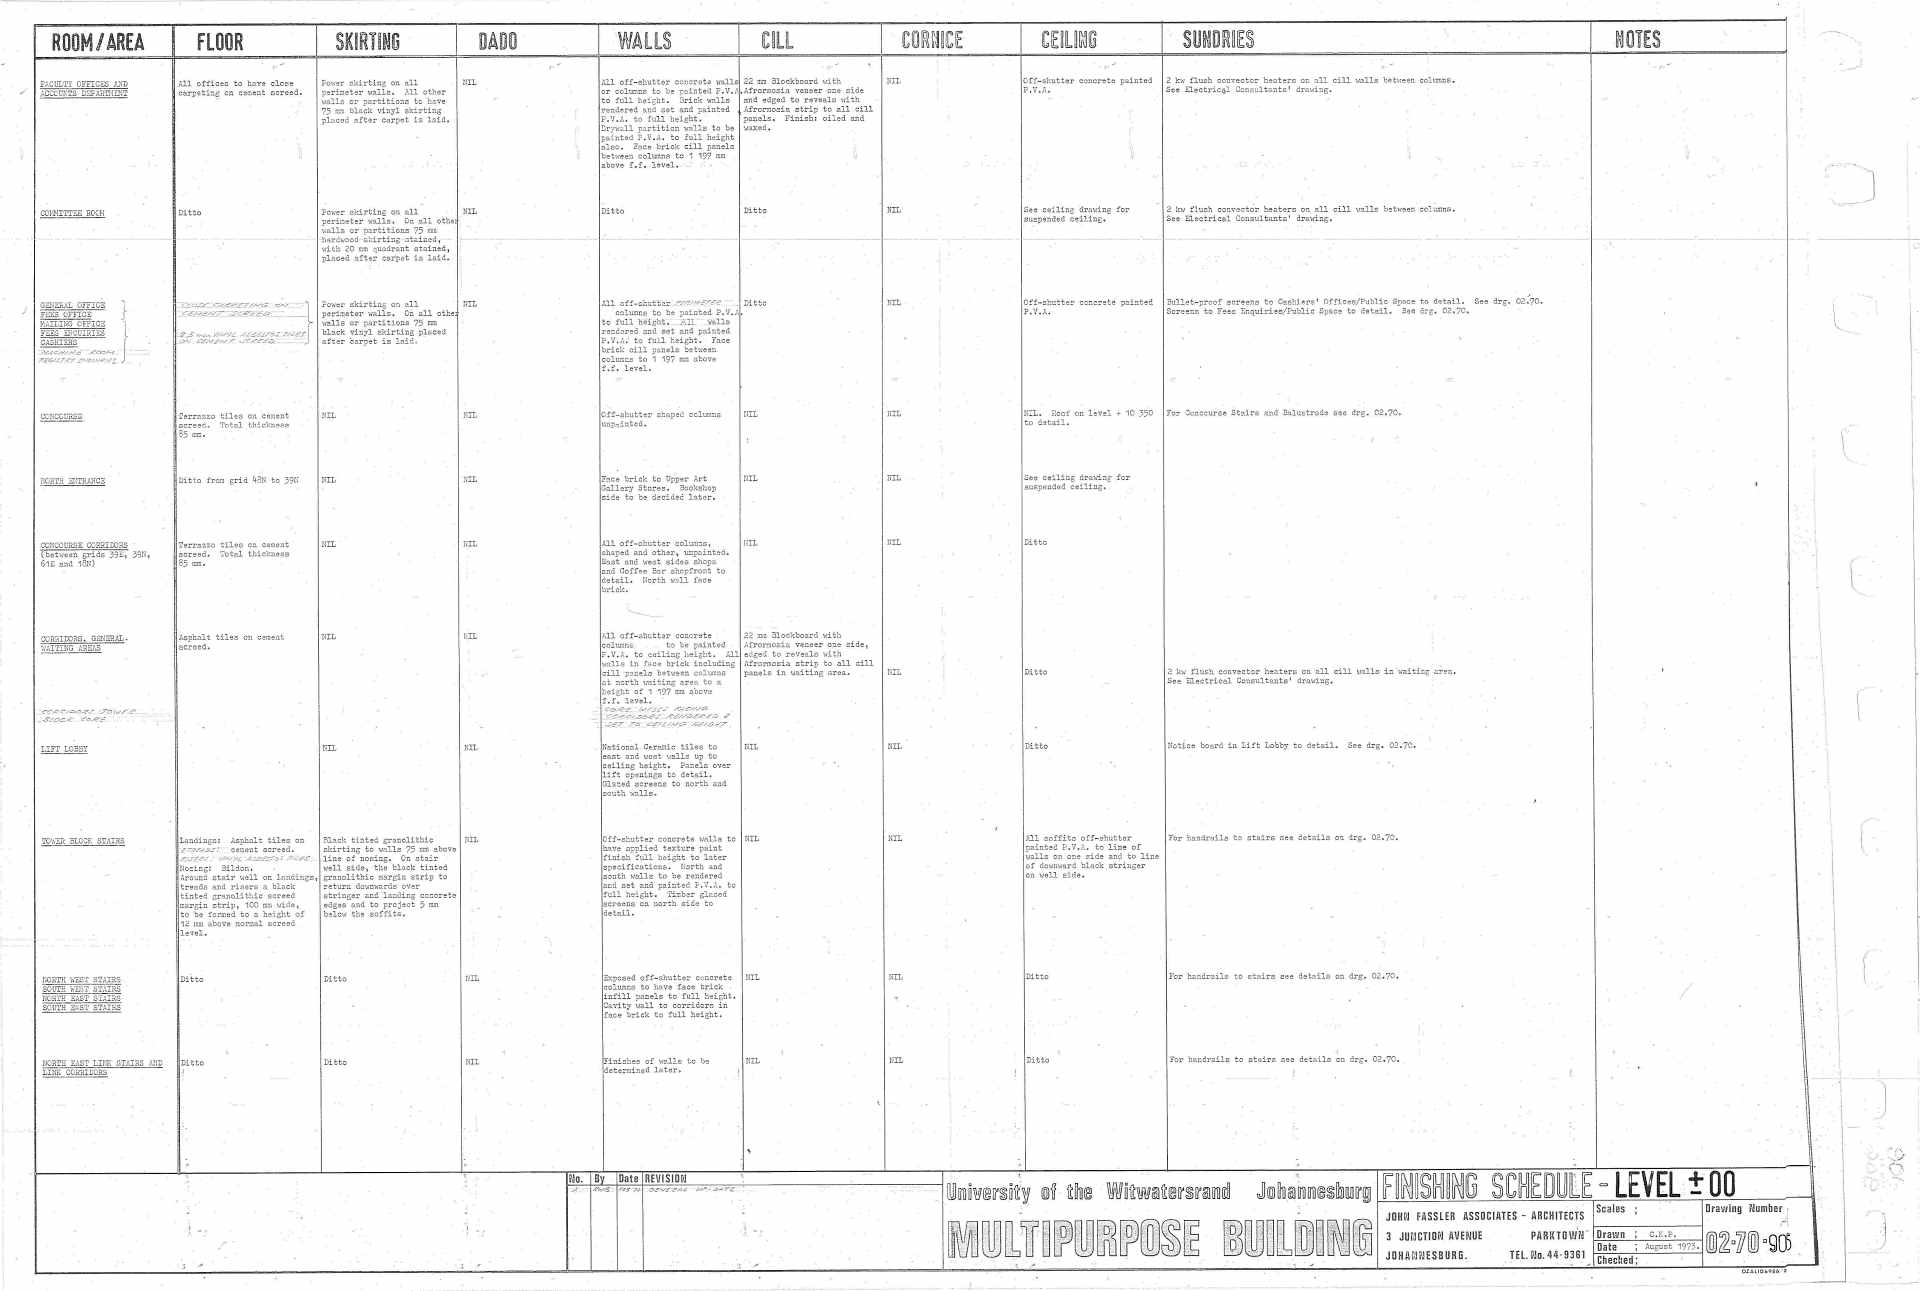 ROOM/AREA FLOOR SKIRTING DADO WALLS CILL CORNICE CEILING SUNDRIES NOTES
FACULTY OFFICES AND
ACCOUNTS DEPARTMENT
All offices to have close
carpeting on cement screed.
Power skirting on all
perimeter walls. All other
walls or partitions to have
75 mm black vinyl skirting
placed after carpet is laid.
NIL
All off-shutter concrete walls
or columns to be painted P.V.A.
to full height. Brick walls
rendered and set and painted
P.V.A. to full height.
Drywall partition walls to be
painted P.V.A. to full height
also. Face brick cill panels
between columns to 1 197 mm
above f.f. level.
22 mm Blockboard with
Afrormosia veneer one side
and edged to reveals with
Afrormosia strip to all cill
panels. Finish: oiled and
waxed.
NIL
Off-shutter concrete painted
P.V.A.
2 kw flush convector heaters on all cill walls between columns.
See Electrical Consultants' drawing.
COMMITTEE ROOM
Ditto
Power skirting on all
perimeter walls. On all other
walls or partitions 75 mm
hardwood skirting stained,
with 20 mm quadrant stained,
placed after carpet is laid.
NIL
Ditto
Ditto
NIL
See ceiling drawing for
suspended ceiling.
2 kw flush convector heaters on all cill walls between columns.
See Electrical Consultants' drawing.
GENERAL OFFICE
FEES OFFICE
MAILING OFFICE
FEES ENQUIRIES
CASHIERS
MACHINE ROOM
REGISTRY ENQUIRIES
CARPETING ON
CEMENT SCREED
2.5 mm VINYL ASBESTOS TILES
ON CEMENT SCREED
Power skirting on all
perimeter walls. On all other
walls or partitions 75 mm
black vinyl skirting placed
after carpet is laid.
NIL
All off-shutter CONCRETE
columns to be painted P.V.A.
to full height. All walls
rendered and set and painted
P.V.A. to full height. Face
brick cill panels between
columns to 1 197 mm above
f.f. level.
Ditto
NIL
Off-shutter concrete painted
P.V.A.
Bullet-proof screens to Cashiers' Offices/Public Space to detail. See drg. 02.70.
Screens to Fees Enquiries/Public Space to detail. See drg. 02.70.
CONCOURSE
Terrazzo tiles on cement
screed. Total thickness
85 mm.
NIL
NIL
Off-shutter shaped columns
unpainted.
NIL
NIL
NIL. Roof on level + 10 350
to detail.
For Concourse Stairs and Balustrade see drg. 02.70.
NORTH ENTRANCE
Ditto from grid 48N to 39N
NIL
NIL
Face brick to Upper Art
Gallery Stores. Bookshop
side to be decided later.
NIL
NIL
See ceiling drawing for
suspended ceiling.
CONCOURSE CORRIDORS
(between grids 39E, 39N,
61E and 18N)
Terrazzo tiles on cement
screed. Total thickness
85 mm.
NIL
NIL
All off-shutter columns,
shaped and other, unpainted.
East and west sides shops
and Coffee Bar shopfront to
detail. North wall face
brick.
NIL
NIL
Ditto
CORRIDORS, GENERAL.
WAITING AREAS
Asphalt tiles on cement
screed.
NIL
NIL
All off-shutter concrete
columns to be painted
P.V.A. to ceiling height. All
walls in face brick including
cill panels between columns
at north waiting area to a
height of 1 197 mm above
f.f. level.
22 mm Blockboard with
Afrormosia veneer one side,
edged to reveals with
Afrormosia strip to all cill
panels in waiting area.
NIL
Ditto
2 kw flush convector heaters on all cill walls in waiting area.
See Electrical Consultants' drawing.
CORRIDORS TOWER
BLOCK CORE
CORE WALLS ALONG
CORRIDORS RENDERED &
SET TO CEILING HEIGHT
LIFT LOBBY
NIL
NIL
National Ceramic tiles to
east and west walls up to
ceiling height. Panels over
lift openings to detail.
Glazed screens to north and
south walls.
NIL
NIL
Ditto
Notice board in Lift Lobby to detail. See drg. 02.70.
TOWER BLOCK STAIRS
Landings: Asphalt tiles on
cement screed.
VINYL ASBESTOS TILES
Nosing: Bildon.
Around stair well on landings,
treads and risers a black
tinted granolithic screed
margin strip, 100 mm wide,
to be formed to a height of
12 mm above normal screed
level.
Black tinted granolithic
skirting to walls 75 mm above
line of nosing. On stair
well side, the black tinted
granolithic margin strip to
return downwards over
stringer and landing concrete
edges and to project 5 mm
below the soffits.
NIL
Off-shutter concrete walls to
have applied texture paint
finish full height to later
specifications. North and
south walls to be rendered
and set and painted P.V.A. to
full height. Timber glazed
screens on north side to
detail.
NIL
NIL
All soffits off-shutter
painted P.V.A. to line of
walls on one side and to line
of downward black stringer
on well side.
For handrails to stairs see details on drg. 02.70.
NORTH WEST STAIRS
SOUTH WEST STAIRS
NORTH EAST STAIRS
SOUTH EAST STAIRS
Ditto
Ditto
NIL
Exposed off-shutter concrete
columns to have face brick
infill panels to full height.
Cavity wall to corridors in
face brick to full height.
NIL
NIL
Ditto
For handrails to stairs see details on drg. 02.70.
NORTH EAST LINK STAIRS AND
LINK CORRIDORS
Ditto
Ditto
NIL
Finishes of walls to be
determined later.
NIL
NIL
Ditto
For handrails to stairs see details on drg. 02.70.
No. By Date REVISION
GENERAL UP-DATE
University of the Witwatersrand Johannesburg
MULTIPURPOSE BUILDING
FINISHING SCHEDULE - LEVEL ± 00
JOHN FASSLER ASSOCIATES - ARCHITECTS
3 JUNCTION AVENUE PARKTOWN
JOHANNESBURG. TEL. No. 44-9361
Scales :
Drawn : C.K.P.
Date : August 1973.
Checked:
Drawing Number
02-70-906
906